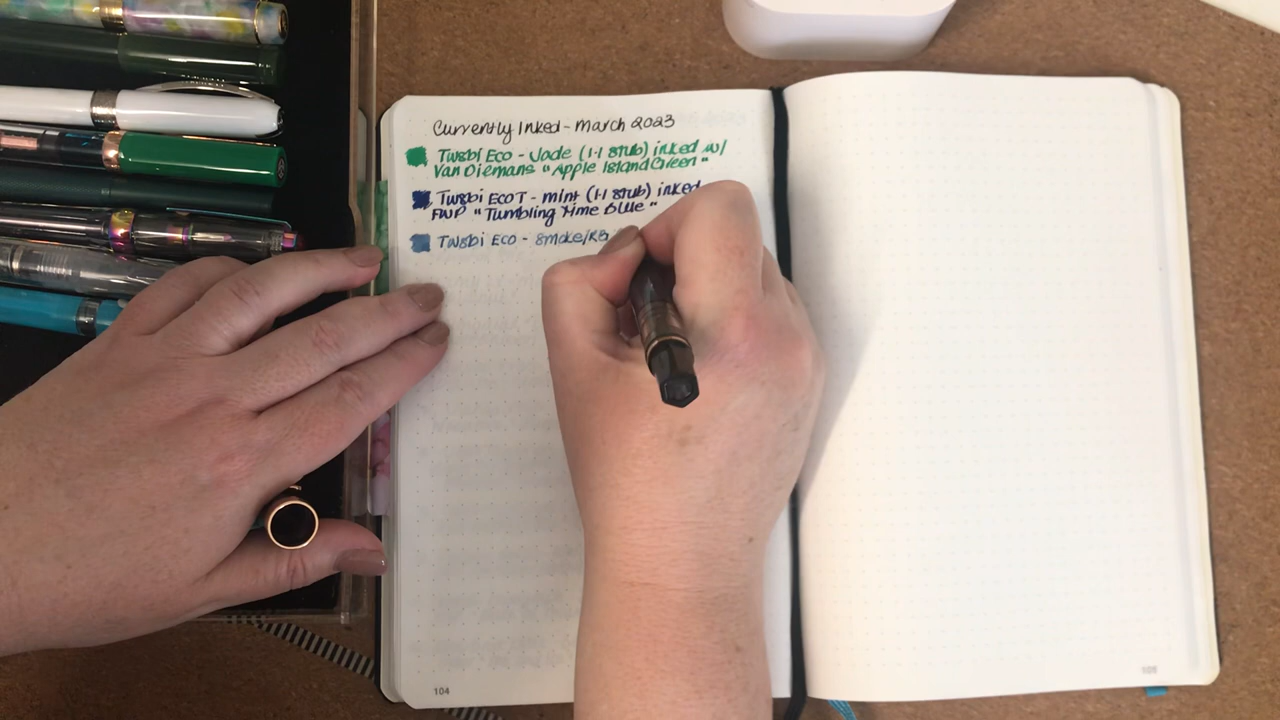 Currently Inked - March 2023
Twsbi Eco - Jade (1.1 stub) inked w/
Van Diemans "Apple Island Green"
Twsbi ECO T - mint (1.1 stub) inked
FWP "Tumbling Time Blue"
Twsbi Eco - Smoke/RG
104
105